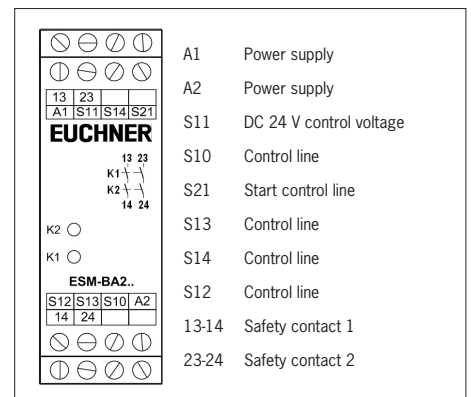 13 23
A1 S11 S14 S21
EUCHNER
13 23
K1
K2
14 24
K2
K1
ESM-BA2..
S12 S13 S10 A2
14 24
A1 Power supply
A2 Power supply
S11 DC 24 V control voltage
S10 Control line
S21 Start control line
S13 Control line
S14 Control line
S12 Control line
13-14 Safety contact 1
23-24 Safety contact 2